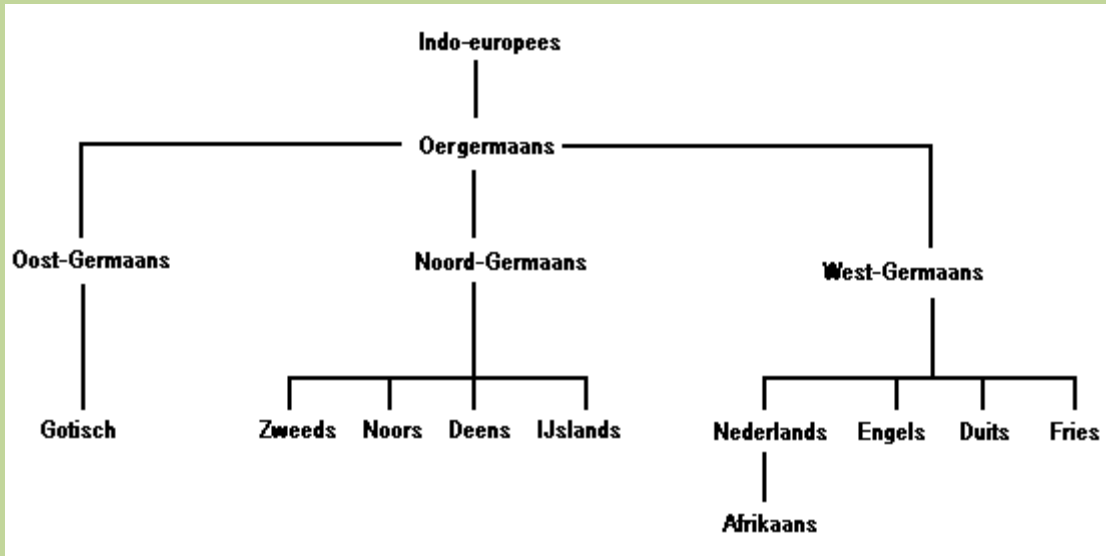 Indo-europees
Oergermaans
Oost-Germaans
Noord-Germaans
West-Germaans
Gotisch
Zweeds
Noors
Deens
IJslands
Nederlands
Engels
Duits
Fries
Afrikaans